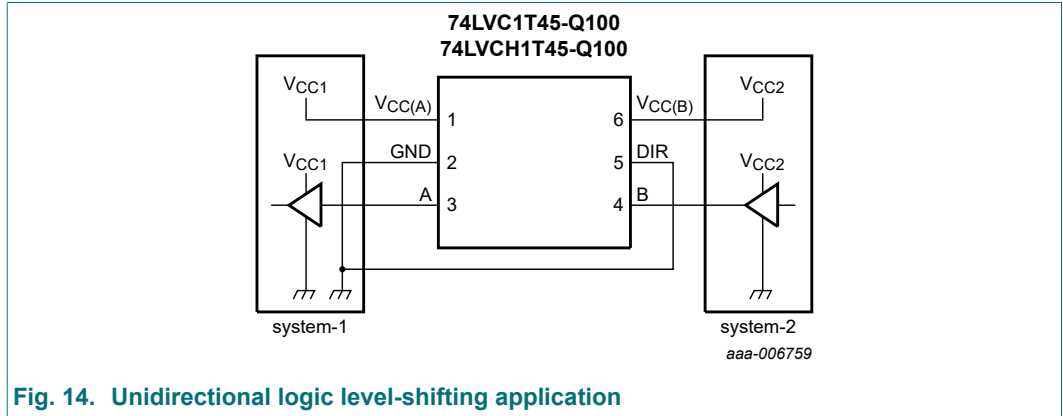 74LVC1T45-Q100
74LVCH1T45-Q100
VCC1
VCC(A)
1
6
VCC(B)
VCC2
GND
2
5
DIR
VCC1
VCC2
A
3
4
B
system-1
system-2
aaa-006759
Fig. 14. Unidirectional logic level-shifting application